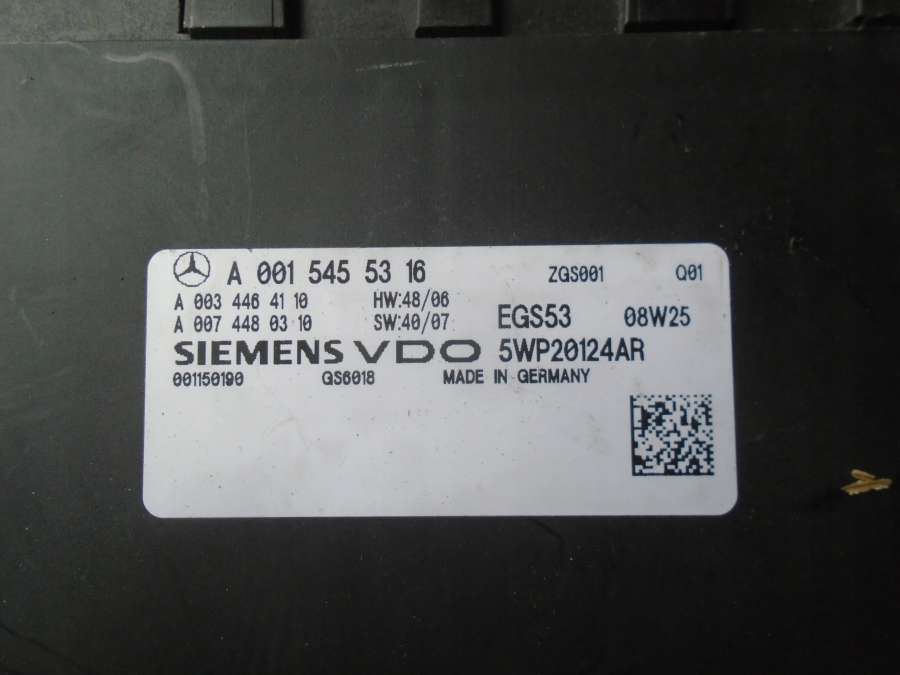 A 001 545 53 16 ZGS001 Q01
A 003 446 41 10 HW:48/06
A 007 448 03 10 SW:40/07 EGS53 08W25
SIEMENS VDO 5WP20124AR
001150190 GS6018 MADE IN GERMANY